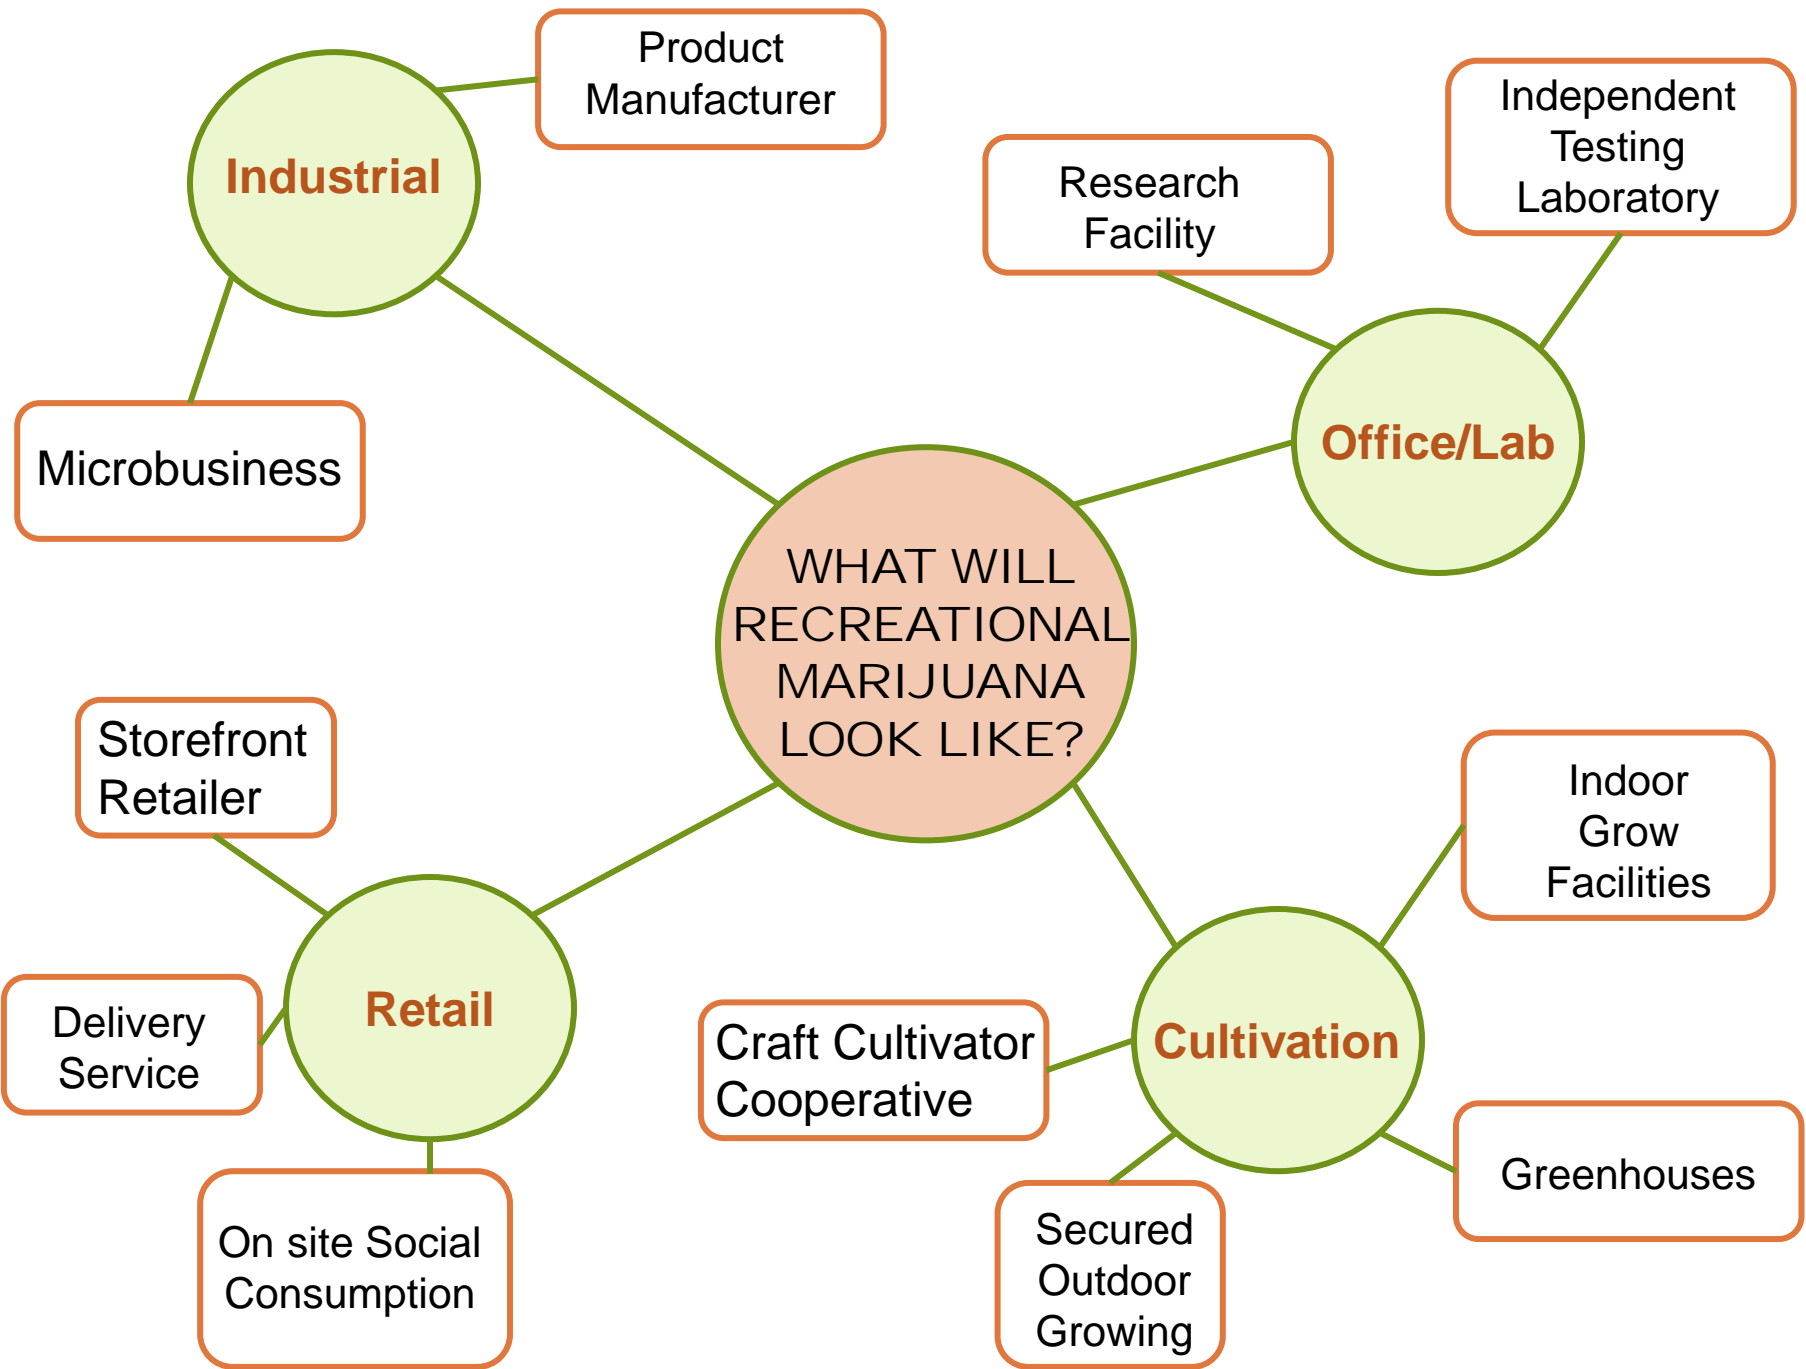 Product
Manufacturer
Industrial
Microbusiness
Independent
Testing
Laboratory
Research
Facility
Office/Lab
WHAT WILL
RECREATIONAL
MARIJUANA
LOOK LIKE?
Storefront
Retailer
Retail
Delivery
Service
On site Social
Consumption
Indoor
Grow
Facilities
Cultivation
Craft Cultivator
Cooperative
Greenhouses
Secured
Outdoor
Growing